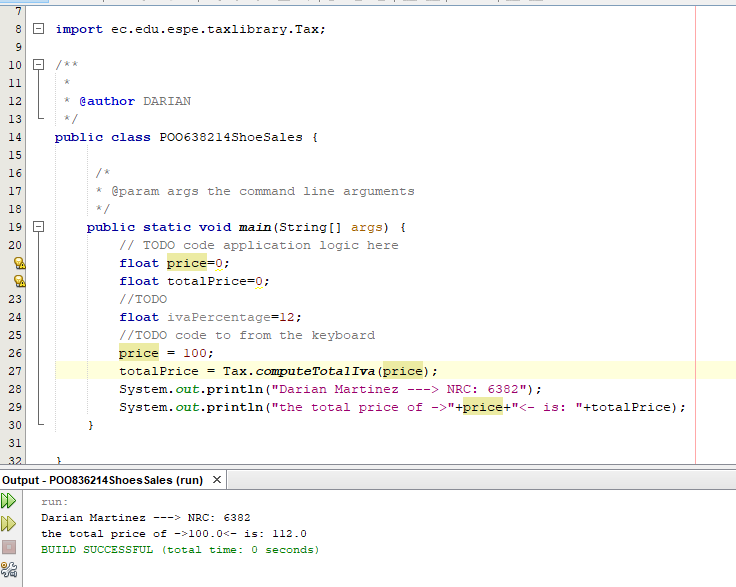 7
8 import ec.edu.espe.taxlibrary.Tax;
9
10 /**
11 *
12 * @author DARIAN
13 */
14 public class POO638214ShoeSales {
15
16 /*
17 * @param args the command line arguments
18 */
19 public static void main(String[] args) {
20 // TODO code application logic here
float price=0;
float totalPrice=0;
23 //TODO
24 float ivaPercentage=12;
25 //TODO code to from the keyboard
26 price = 100;
27 totalPrice = Tax.computeTotalIva(price);
28 System.out.println("Darian Martinez ---> NRC: 6382");
29 System.out.println("the total price of ->"+price+"<- is: "+totalPrice);
30 }
31
32 }
Output - POO836214ShoesSales (run) ×
run:
Darian Martinez ---> NRC: 6382
the total price of ->100.0<- is: 112.0
BUILD SUCCESSFUL (total time: 0 seconds)